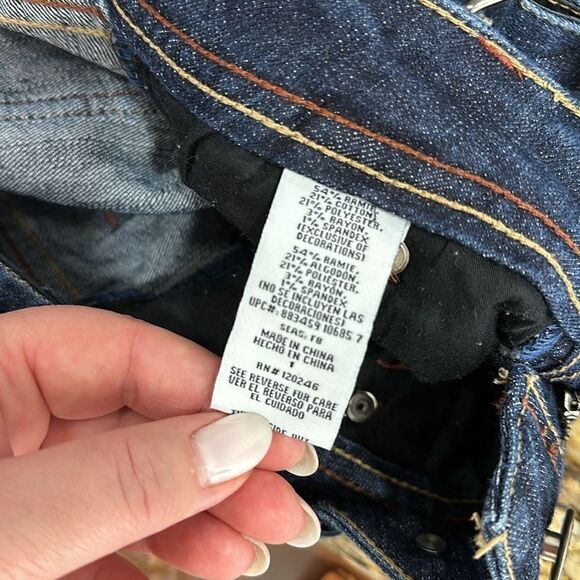 54% RAMIE,
21% COTTON,
21% POLYESTER,
3% RAYON,
1% SPANDEX
(EXCLUSIVE OF
DECORATIONS)
54% RAMIE,
21% ALGODON,
21% POLIESTER,
3% RAYON,
1% SPANDEX
(NO SE INCLUYEN LAS
DECORACIONES)
UPC#: 883459 10685 7
SEAS: F8
MADE IN CHINA
HECHO EN CHINA
1
RN# 120246
SEE REVERSE FOR CARE
VER EL REVERSO PARA
EL CUIDADO